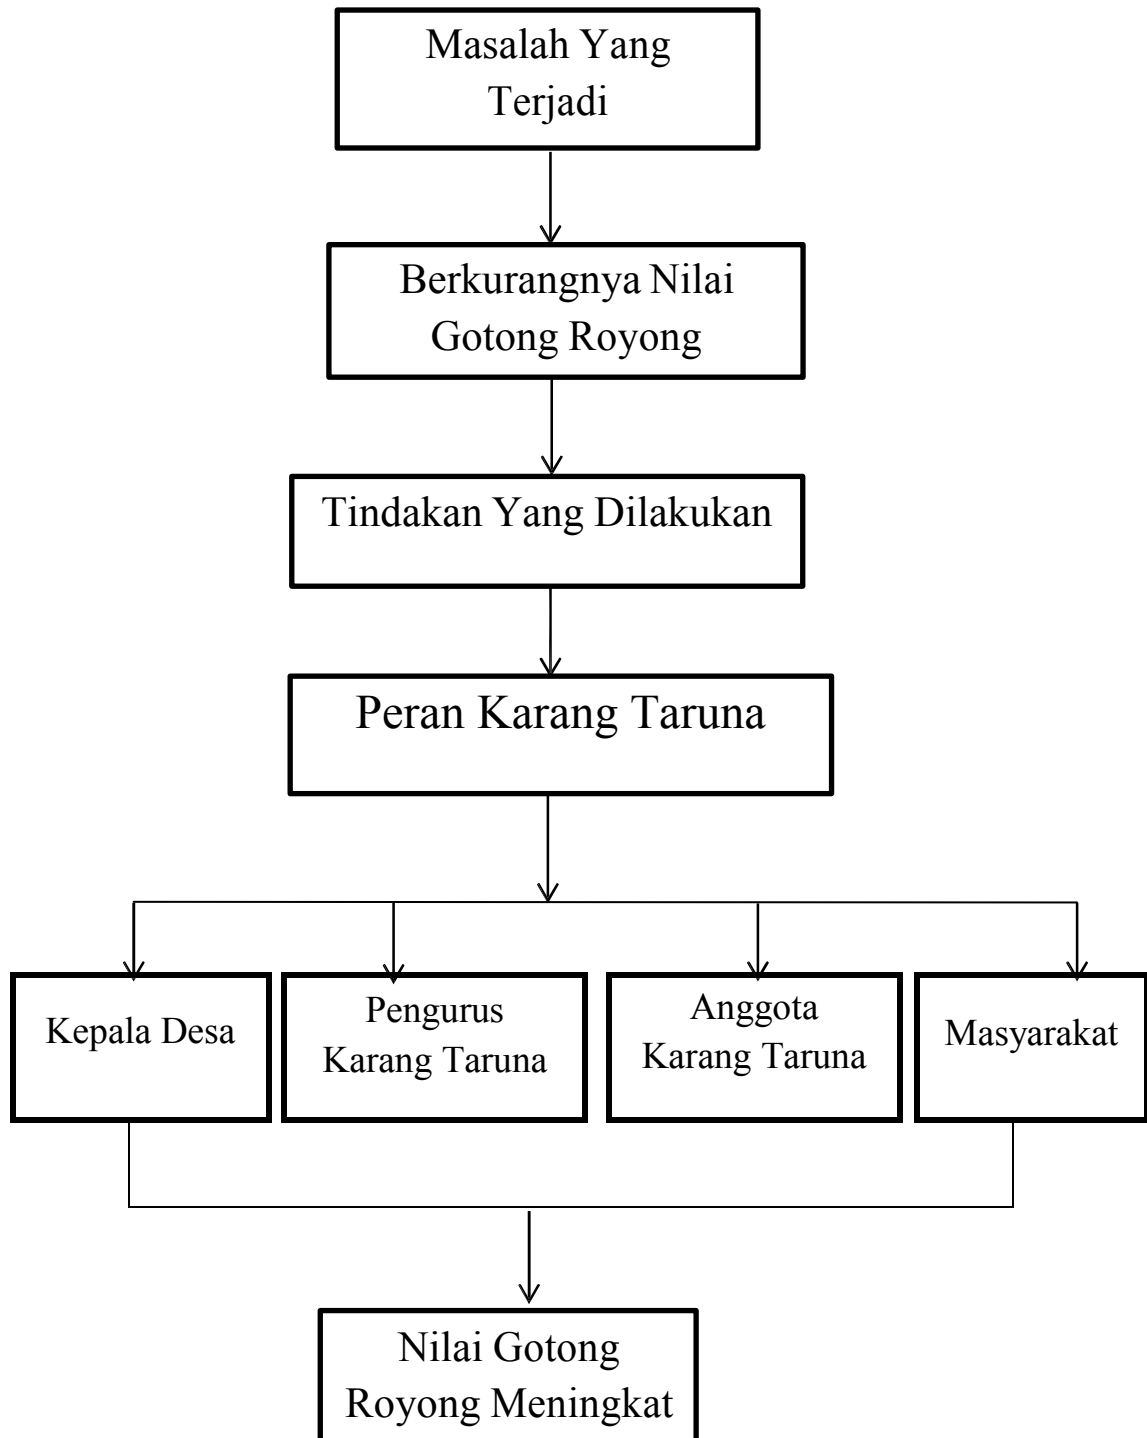 Masalah Yang
Terjadi
Berkurangnya Nilai
Gotong Royong
Tindakan Yang Dilakukan
Peran Karang Taruna
Kepala Desa
Pengurus
Karang Taruna
Anggota
Karang Taruna
Masyarakat
Nilai Gotong
Royong Meningkat